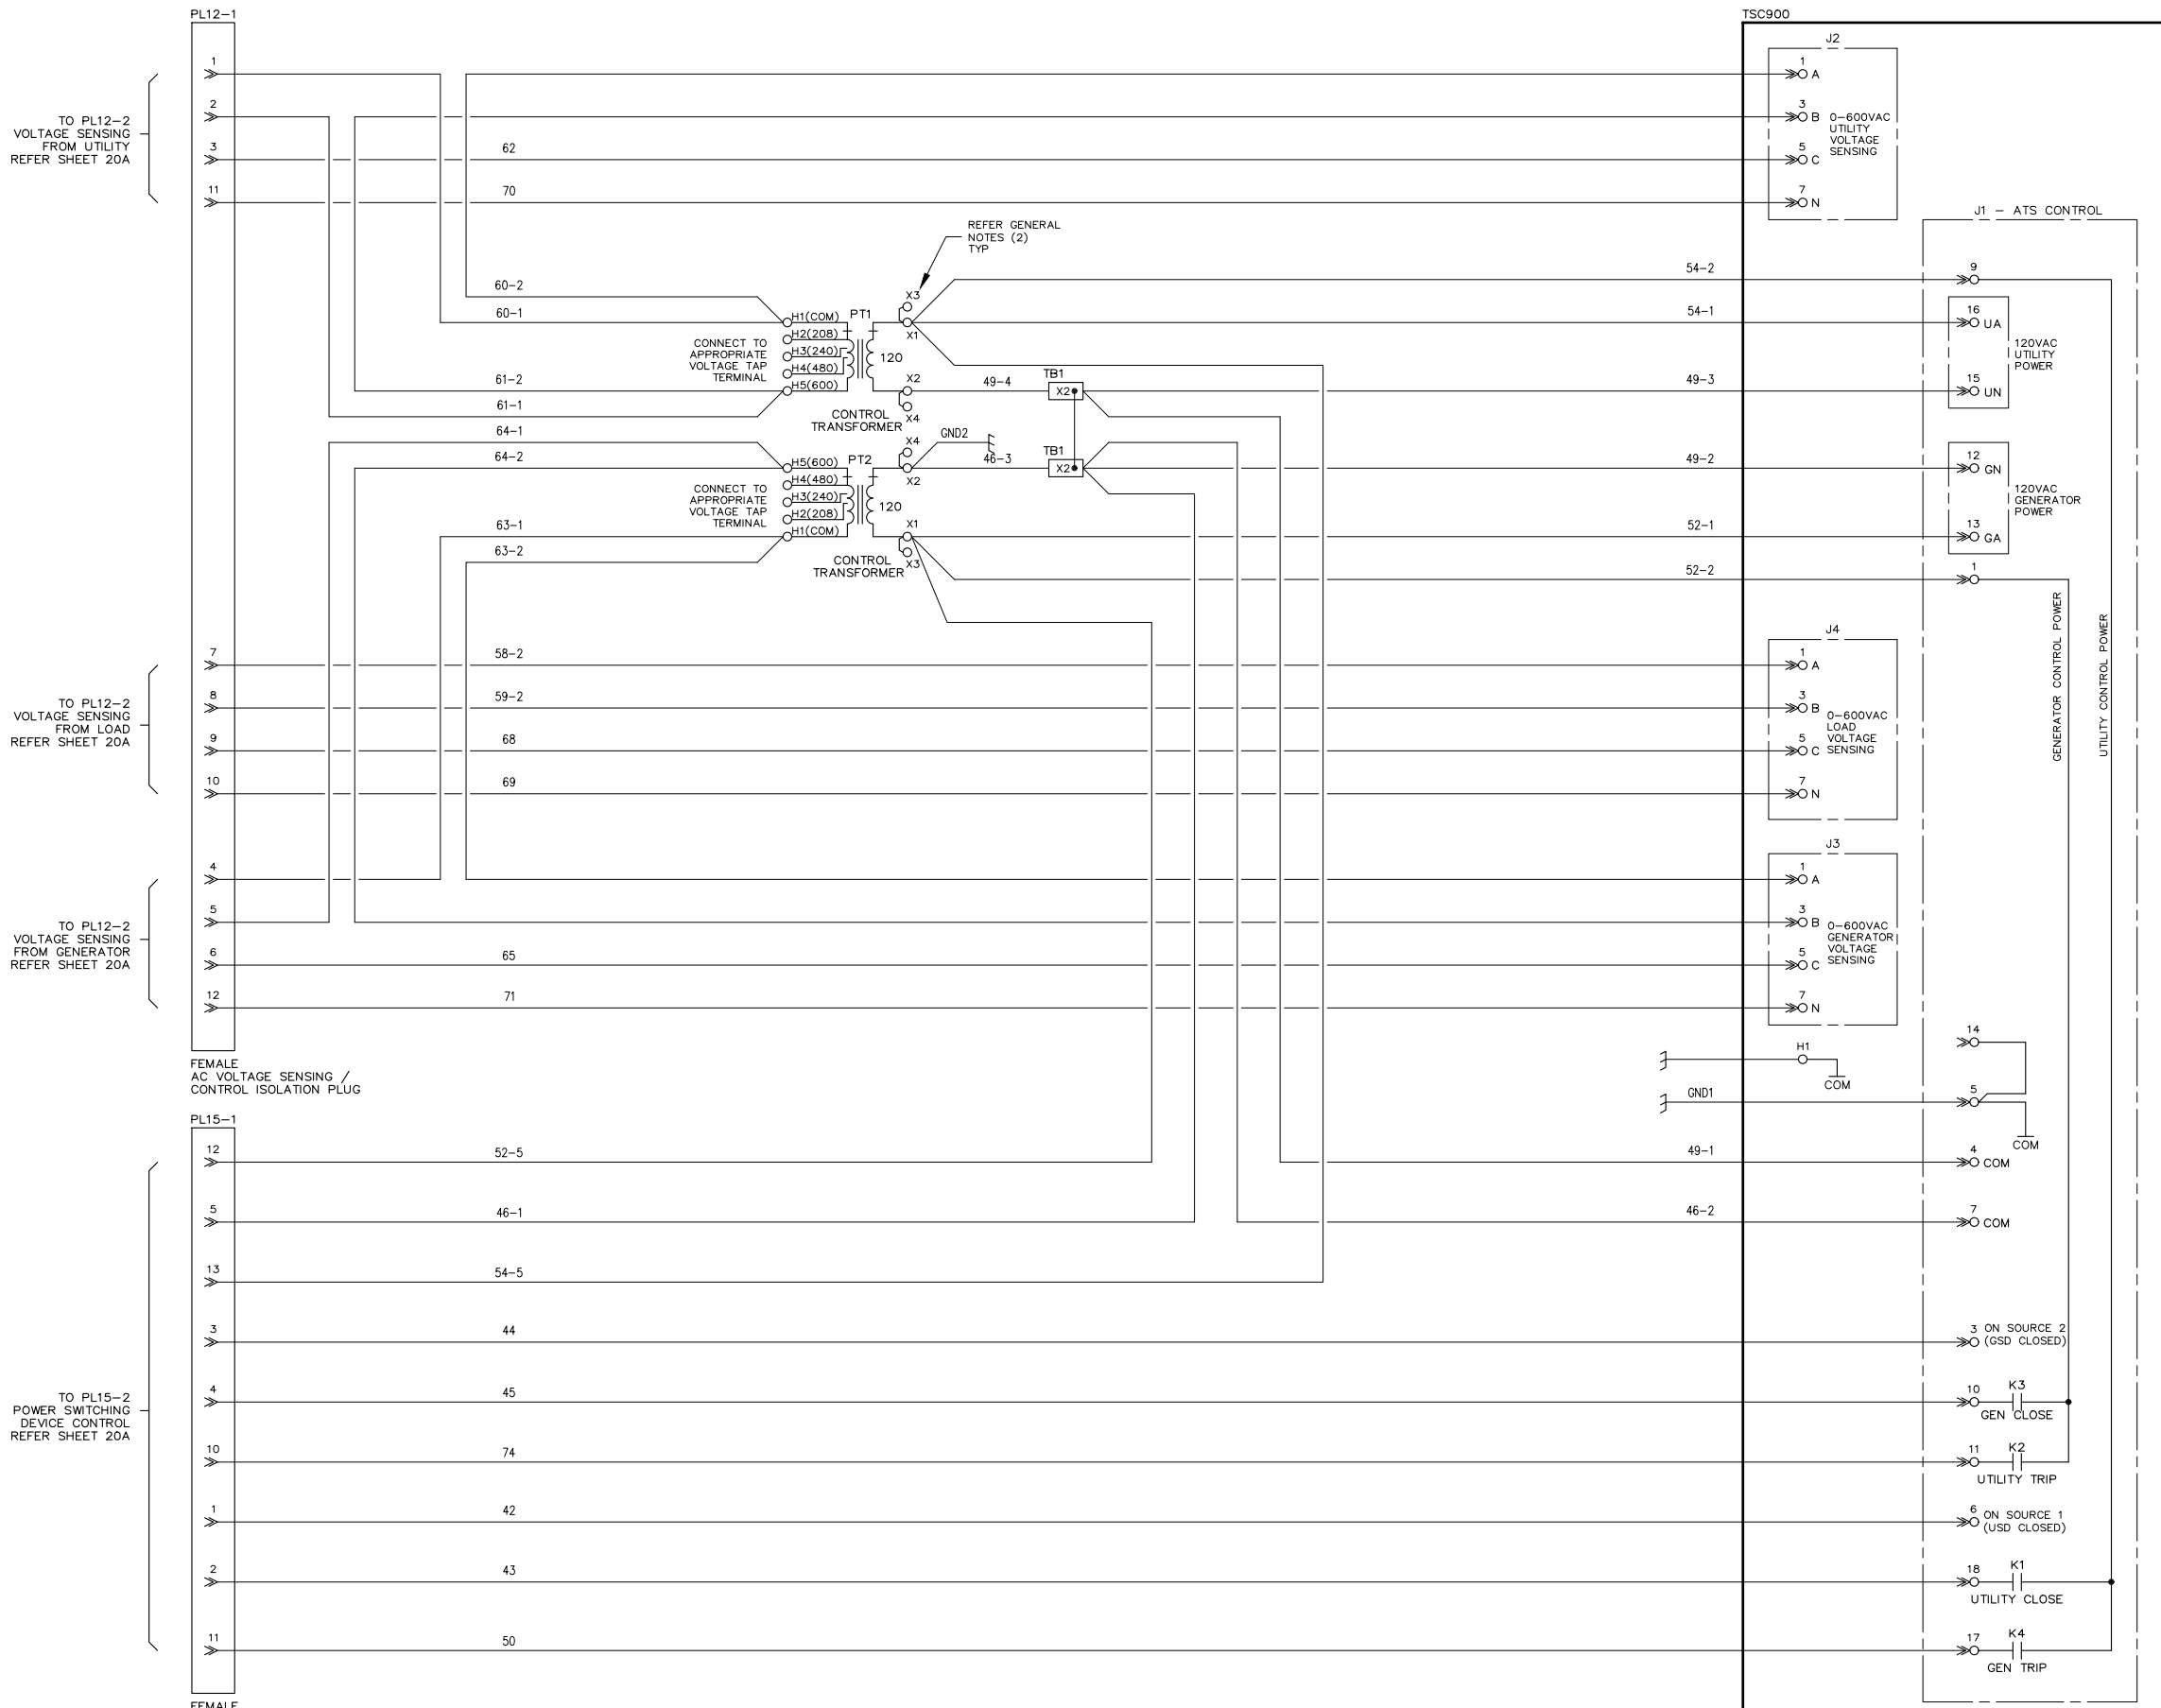 PL12-1
TSC900
J2
1
1
A
TO PL12-2
VOLTAGE SENSING
FROM UTILITY
REFER SHEET 20A
2
3
B
0-600VAC
UTILITY
VOLTAGE
SENSING
3
62
5
C
11
70
7
N
J1 - ATS CONTROL
REFER GENERAL
NOTES (2)
TYP
60-2
54-2
9
X3
60-1
H1(COM)
PT1
X1
54-1
16
UA
CONNECT TO
APPROPRIATE
VOLTAGE TAP
TERMINAL
H2(208)
H3(240)
H4(480)
H5(600)
120
120VAC
UTILITY
POWER
61-2
X2
49-4
TB1
X2
49-3
15
UN
61-1
CONTROL
TRANSFORMER
X4
64-1
X4
GND2
64-2
H5(600)
PT2
X2
46-3
TB1
X2
49-2
12
GN
CONNECT TO
APPROPRIATE
VOLTAGE TAP
TERMINAL
H4(480)
H3(240)
H2(208)
H1(COM)
120
120VAC
GENERATOR
POWER
63-1
X1
52-1
13
GA
63-2
CONTROL
TRANSFORMER
X3
52-2
1
GENERATOR CONTROL POWER
UTILITY CONTROL POWER
J4
7
58-2
1
A
TO PL12-2
VOLTAGE SENSING
FROM LOAD
REFER SHEET 20A
8
59-2
3
B
0-600VAC
LOAD
VOLTAGE
SENSING
9
68
5
C
10
69
7
N
J3
4
1
A
TO PL12-2
VOLTAGE SENSING
FROM GENERATOR
REFER SHEET 20A
5
3
B
0-600VAC
GENERATOR
VOLTAGE
SENSING
6
65
5
C
12
71
7
N
14
H1
COM
FEMALE
AC VOLTAGE SENSING /
CONTROL ISOLATION PLUG
GND1
5
COM
PL15-1
12
52-5
49-1
4
COM
5
46-1
46-2
7
COM
13
54-5
3
44
3
ON SOURCE 2
(GSD CLOSED)
TO PL15-2
POWER SWITCHING
DEVICE CONTROL
REFER SHEET 20A
4
45
10
K3
GEN CLOSE
10
74
11
K2
UTILITY TRIP
1
42
6
ON SOURCE 1
(USD CLOSED)
2
43
18
K1
UTILITY CLOSE
11
50
17
K4
GEN TRIP
FEMALE